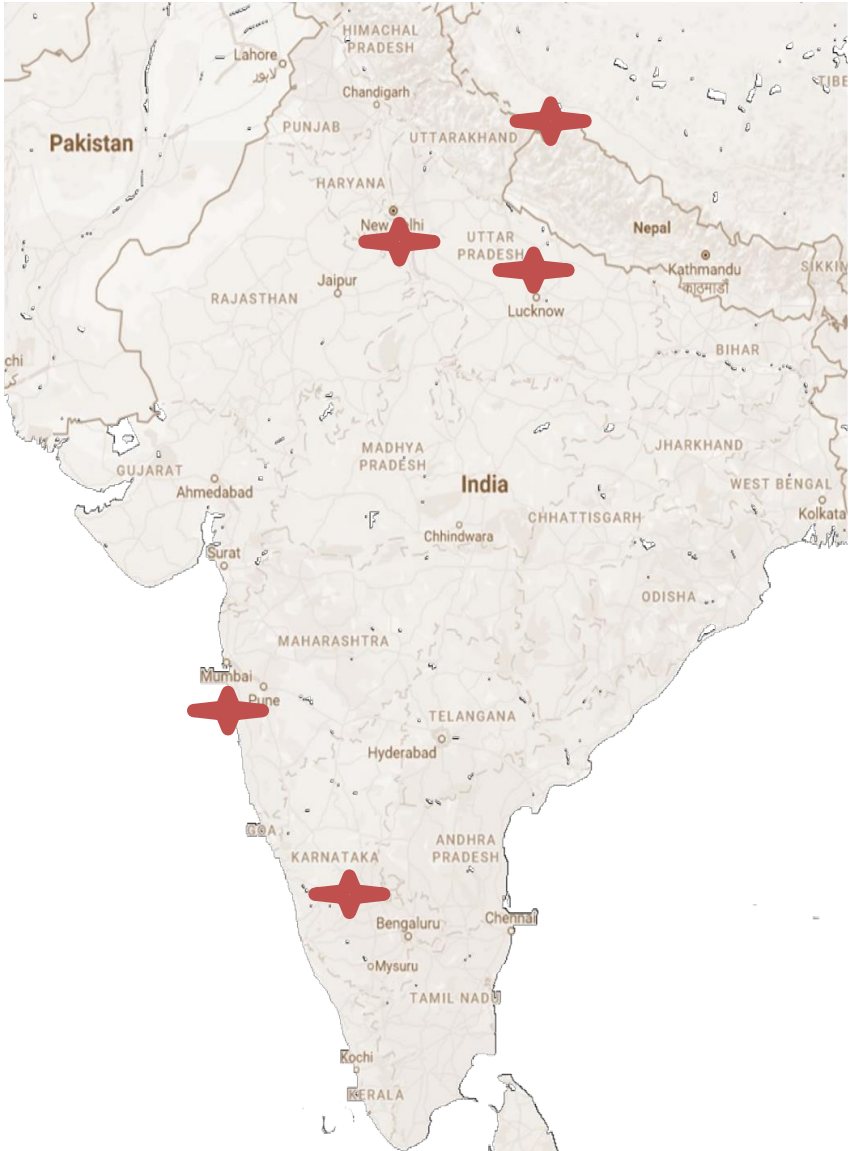 HIMACHAL
PRADESH
Lahore
لاہور
Chandigarh
TIBE
Pakistan
PUNJAB
UTTARAKHAND
HARYANA
New lhi
Nepal
UTTAR
PRADESH
Kathmandu
काठमाडौं
SIKKIM
Jaipur
RAJASTHAN
Lucknow
BIHAR
chi
MADHYA
PRADESH
JHARKHAND
GUJARAT
India
WEST BENGAL
Ahmedabad
Kolkata
CHHATTISGARH
Chhindwara
Surat
ODISHA
MAHARASHTRA
Mumbai
Pune
TELANGANA
Hyderabad
GOA
ANDHRA
PRADESH
KARNATAKA
Bengaluru
Chennai
Mysuru
TAMIL NADU
Kochi
KERALA